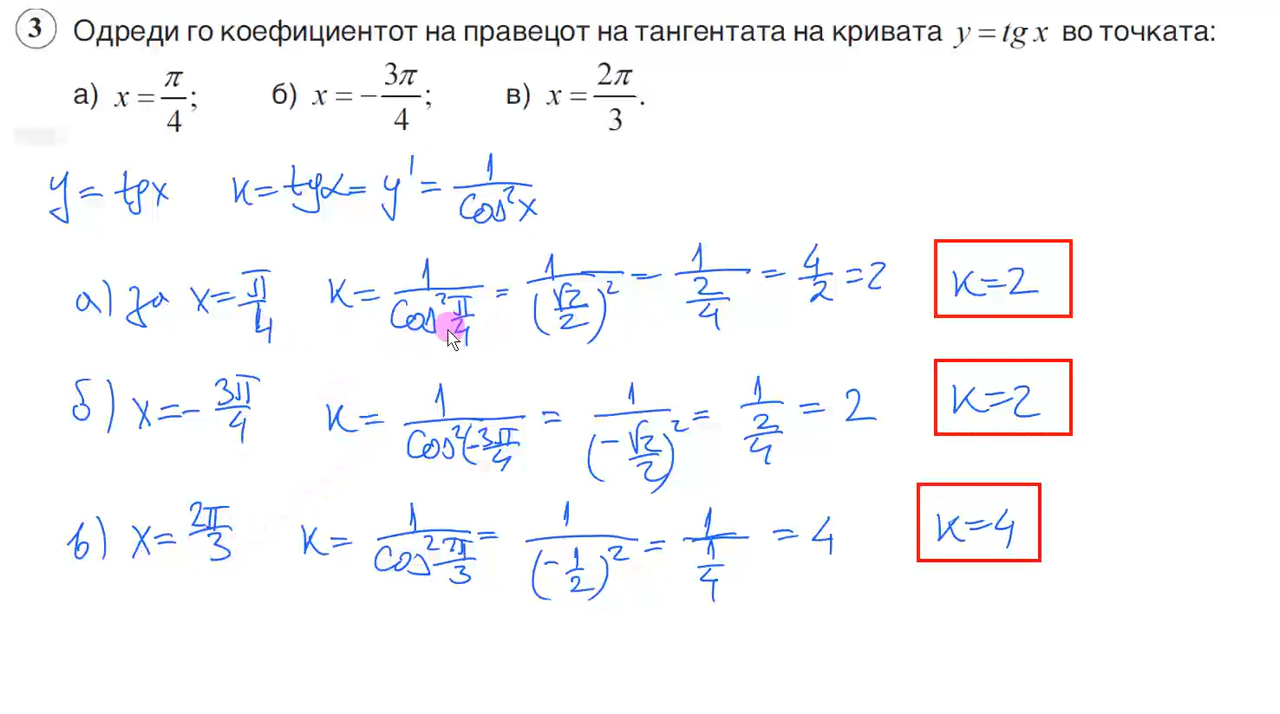 3 Одреди го коефициентот на правецот на тангентата на кривата y = tg x во точката:
а) x = π/4; б) x = −3π/4; в) x = 2π/3.
y = tgx k = tgα = y' = 1/cos²x
а) за x = π/4 k = 1/cos²π/4 = 1/(√2/2)² = 1/(2/4) = 4/2 = 2 k=2
б) x = −3π/4 k = 1/cos²(−3π/4 = 1/(−√2/2)² = 1/(2/4) = 2 k=2
в) x = 2π/3 k = 1/cos²2π/3 = 1/(−1/2)² = 1/(1/4) = 4 k=4